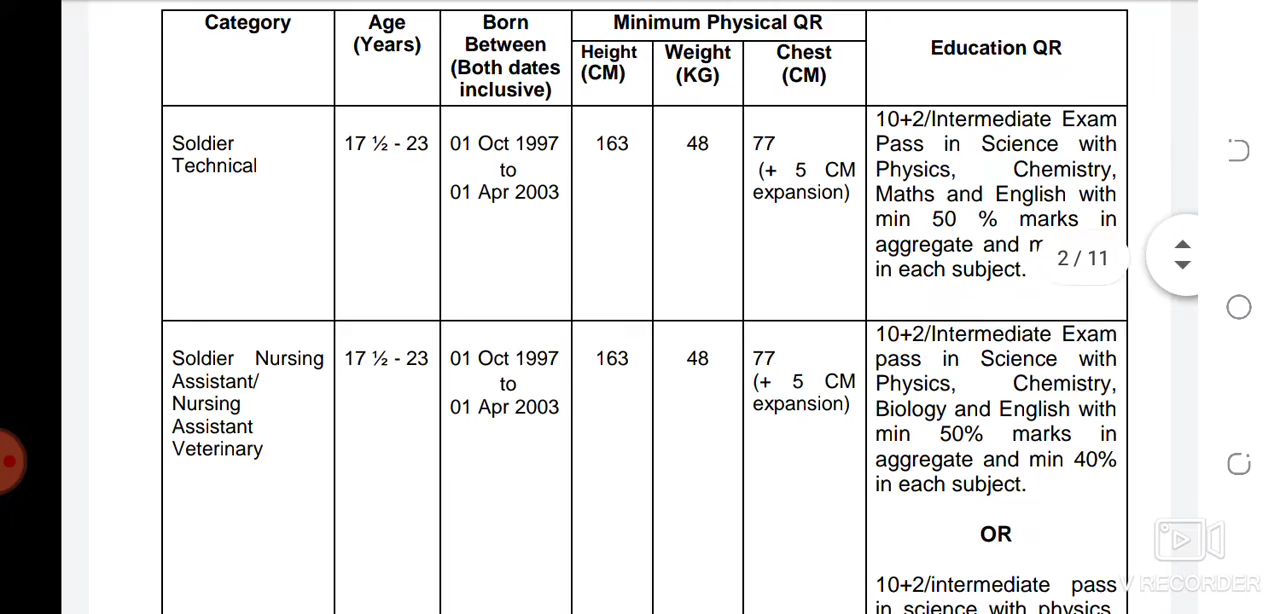 Category
Age
(Years)
Born
Between
(Both dates
inclusive)
Minimum Physical QR
Height
(CM)
Weight
(KG)
Chest
(CM)
Education QR
Soldier
Technical
17 ½ - 23
01 Oct 1997
to
01 Apr 2003
163
48
77
(+ 5 CM
expansion)
10+2/Intermediate Exam
Pass in Science with
Physics, Chemistry,
Maths and English with
min 50 % marks in
aggregate and
in each subject.
2 / 11
Soldier Nursing
Assistant/
Nursing
Assistant
Veterinary
17 ½ - 23
01 Oct 1997
to
01 Apr 2003
163
48
77
(+ 5 CM
expansion)
10+2/Intermediate Exam
pass in Science with
Physics, Chemistry,
Biology and English with
min 50% marks in
aggregate and min 40%
in each subject.
OR
10+2/intermediate pass
in science with physics,
V RECORDER